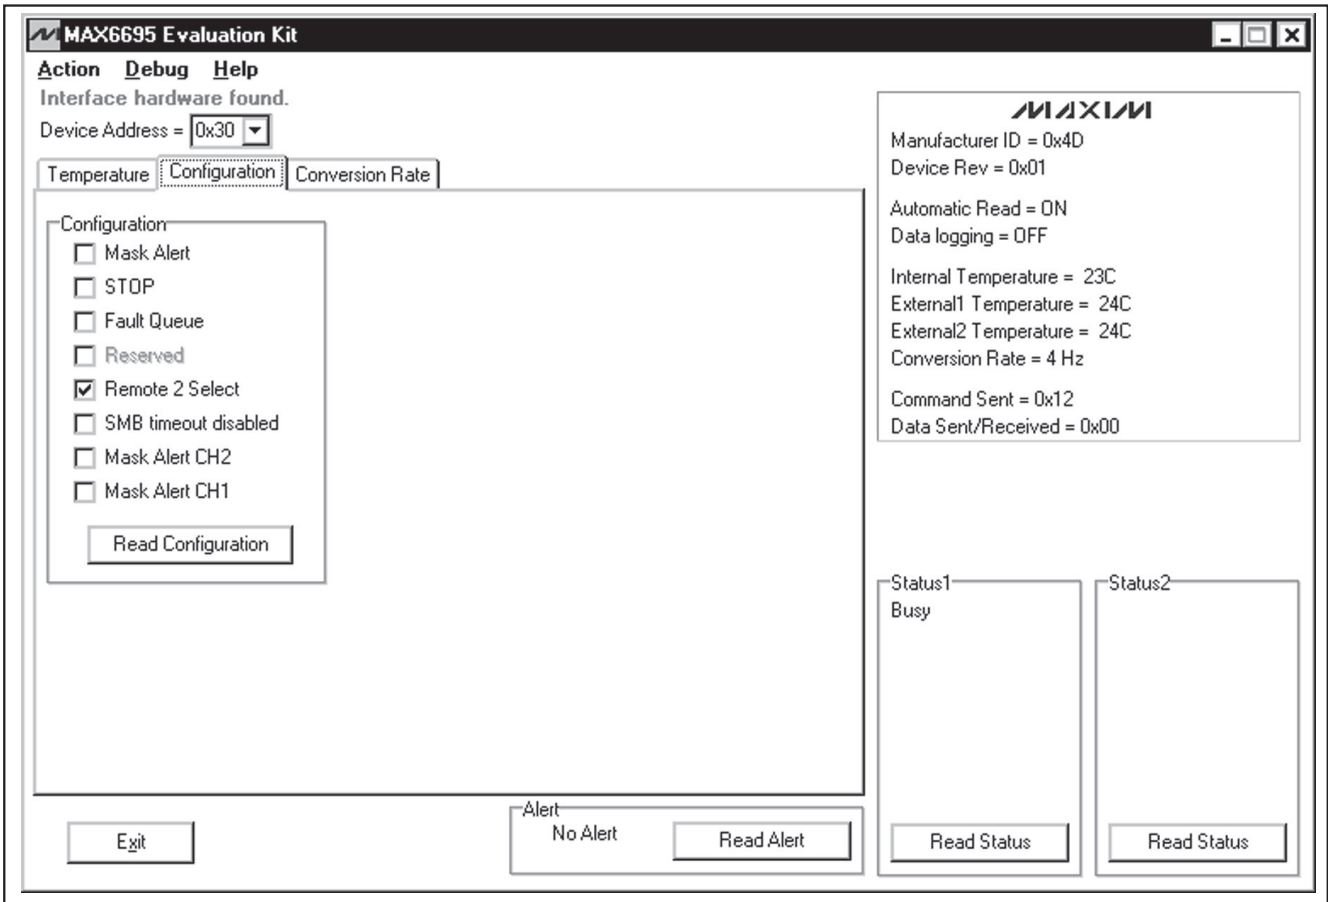 MAX6695 Evaluation Kit
Action Debug Help
Interface hardware found.
Device Address = 0x30
Temperature Configuration Conversion Rate
Configuration
Mask Alert
STOP
Fault Queue
Reserved
Remote 2 Select
SMB timeout disabled
Mask Alert CH2
Mask Alert CH1
Read Configuration
MAXIM
Manufacturer ID = 0x4D
Device Rev = 0x01
Automatic Read = ON
Data logging = OFF
Internal Temperature = 23C
External1 Temperature = 24C
External2 Temperature = 24C
Conversion Rate = 4 Hz
Command Sent = 0x12
Data Sent/Received = 0x00
Status1
Busy
Read Status
Status2
Read Status
Alert
No Alert
Read Alert
Exit